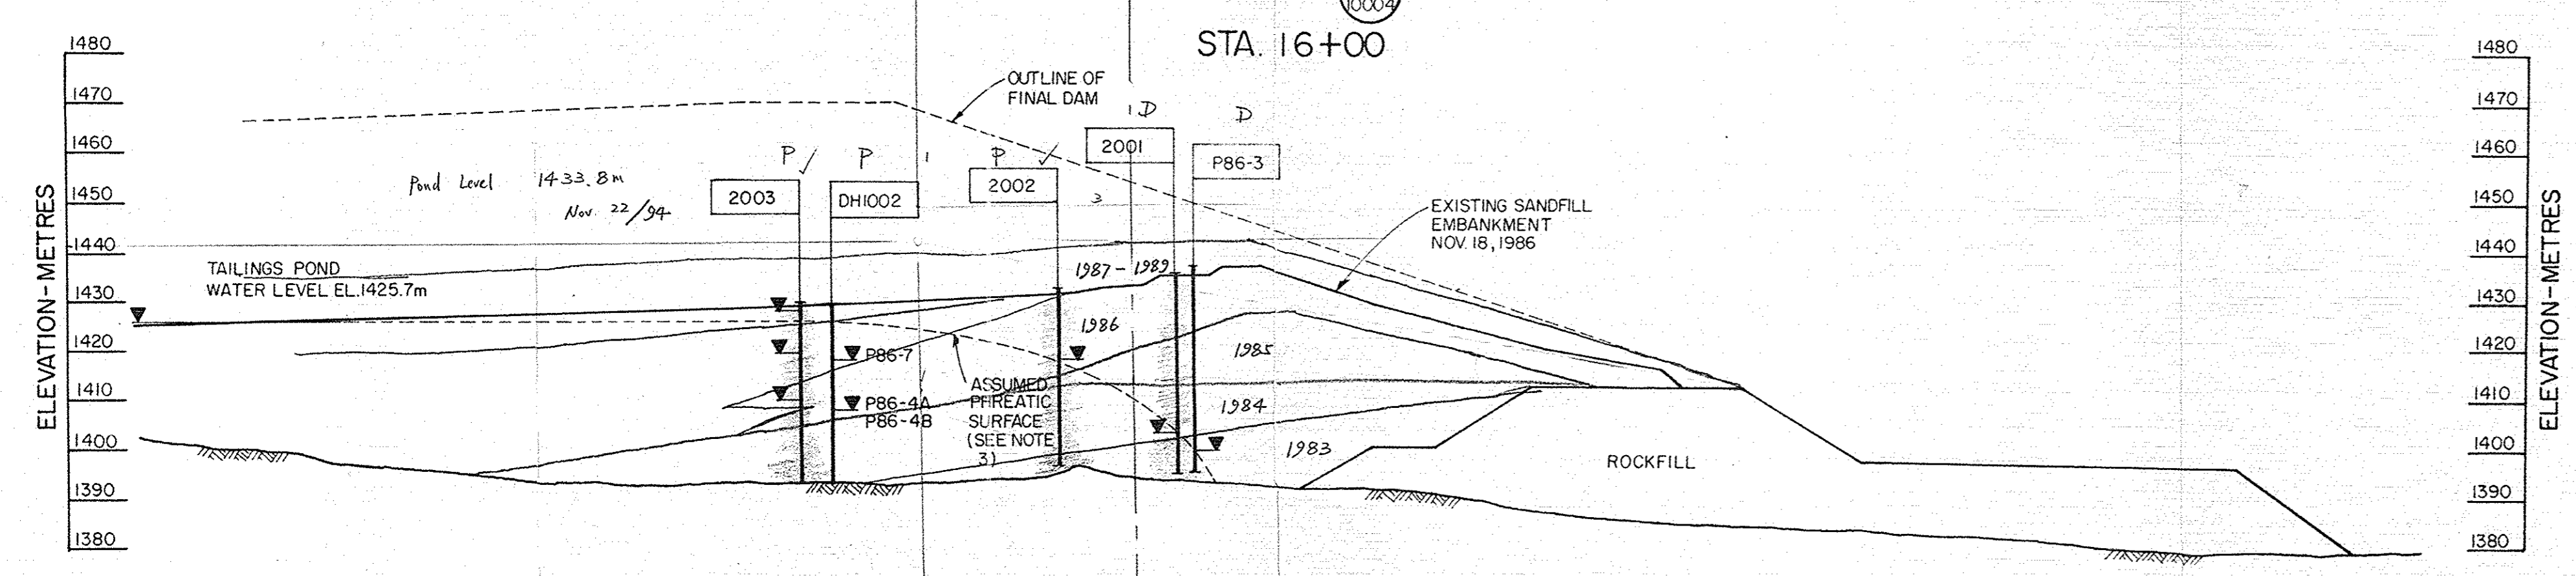 10004
STA. 16+00
1480
1470
1460
1450
1440
1430
1420
1410
1400
1390
1380
ELEVATION-METRES
OUTLINE OF
FINAL DAM
1 D
D
P ✓
P
1
P ✓
3
Pond Level 1433.8m
Nov. 22/94
2003
DH1002
2002
2001
P86-3
EXISTING SANDFILL
EMBANKMENT
NOV. 18, 1986
TAILINGS POND
WATER LEVEL EL.1425.7m
1987 - 1989
1986
1985
1984
1983
P86-7
P86-4A
P86-4B
ASSUMED
PHREATIC
SURFACE
(SEE NOTE
3)
ROCKFILL
1480
1470
1460
1450
1440
1430
1420
1410
1400
1390
1380
ELEVATION-METRES